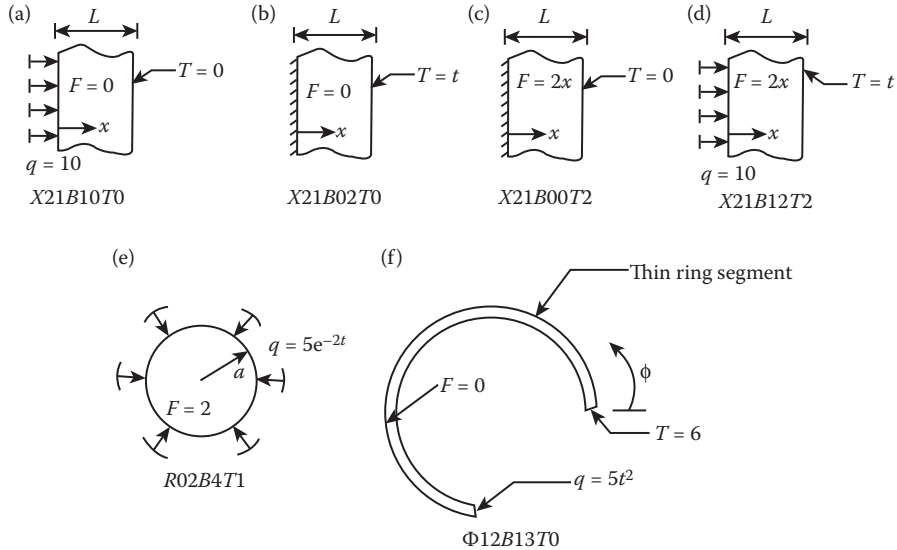 (a)
L
F = 0
T = 0
x
q = 10
X21B10T0
(b)
L
F = 0
T = t
x
X21B02T0
(c)
L
F = 2x
T = 0
x
X21B00T2
(d)
L
F = 2x
T = t
x
q = 10
X21B12T2
(e)
q = 5e⁻²ᵗ
a
F = 2
R02B4T1
(f)
Thin ring segment
F = 0
ϕ
T = 6
q = 5t²
Φ12B13T0